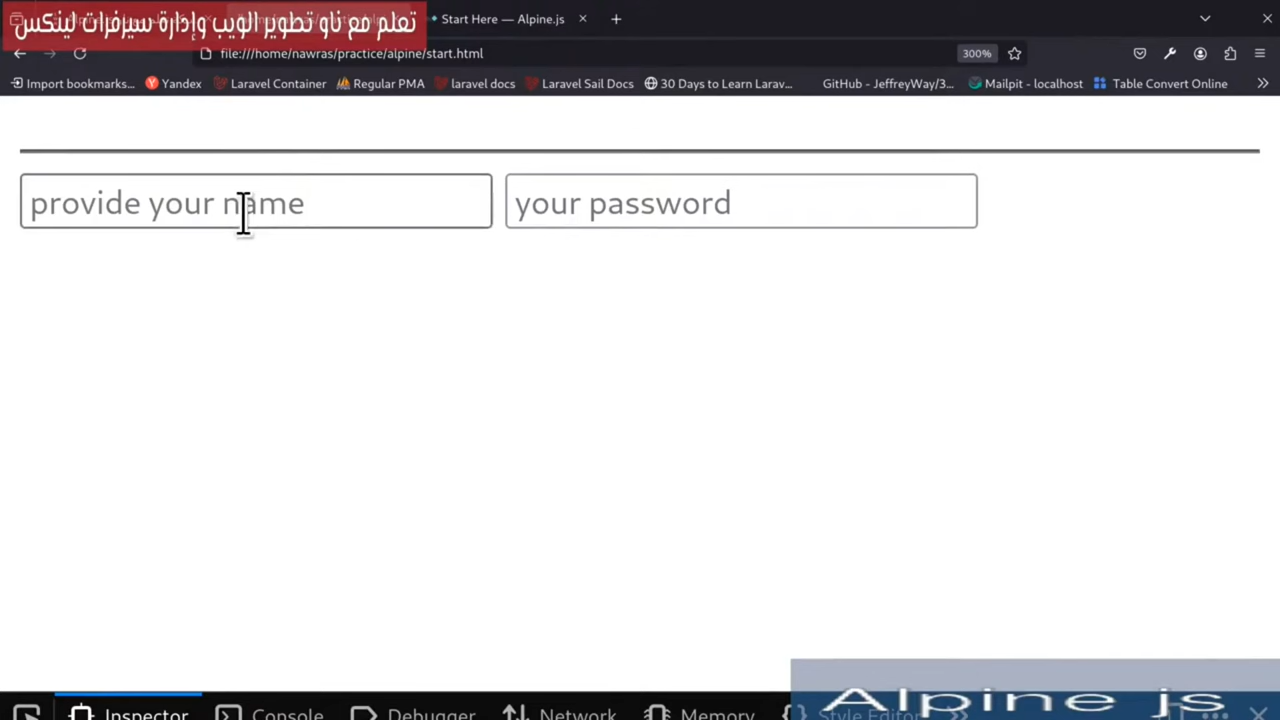 تعلم مع ناو تطوير الويب وإدارة سيرفرات لينكس
Start Here — Alpine.js
file:///home/nawras/practice/alpine/start.html
300%
Import bookmarks...
Yandex
Laravel Container
Regular PMA
laravel docs
Laravel Sail Docs
30 Days to Learn Larav...
GitHub - JeffreyWay/3...
Mailpit - localhost
Table Convert Online
provide your name
your password
Alpine js
Inspector
Console
Debugger
Network
Memory
Style Editor